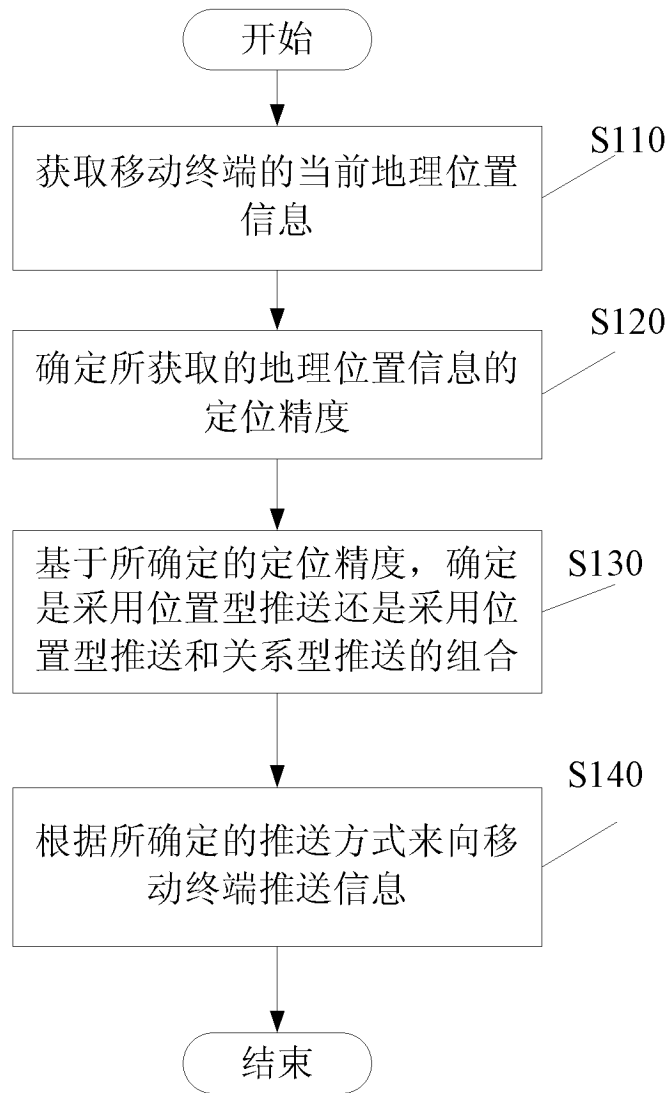 开始
S110
获取移动终端的当前地理位置
信息
S120
确定所获取的地理位置信息的
定位精度
S130
基于所确定的定位精度，确定
是采用位置型推送还是采用位
置型推送和关系型推送的组合
S140
根据所确定的推送方式来向移
动终端推送信息
结束